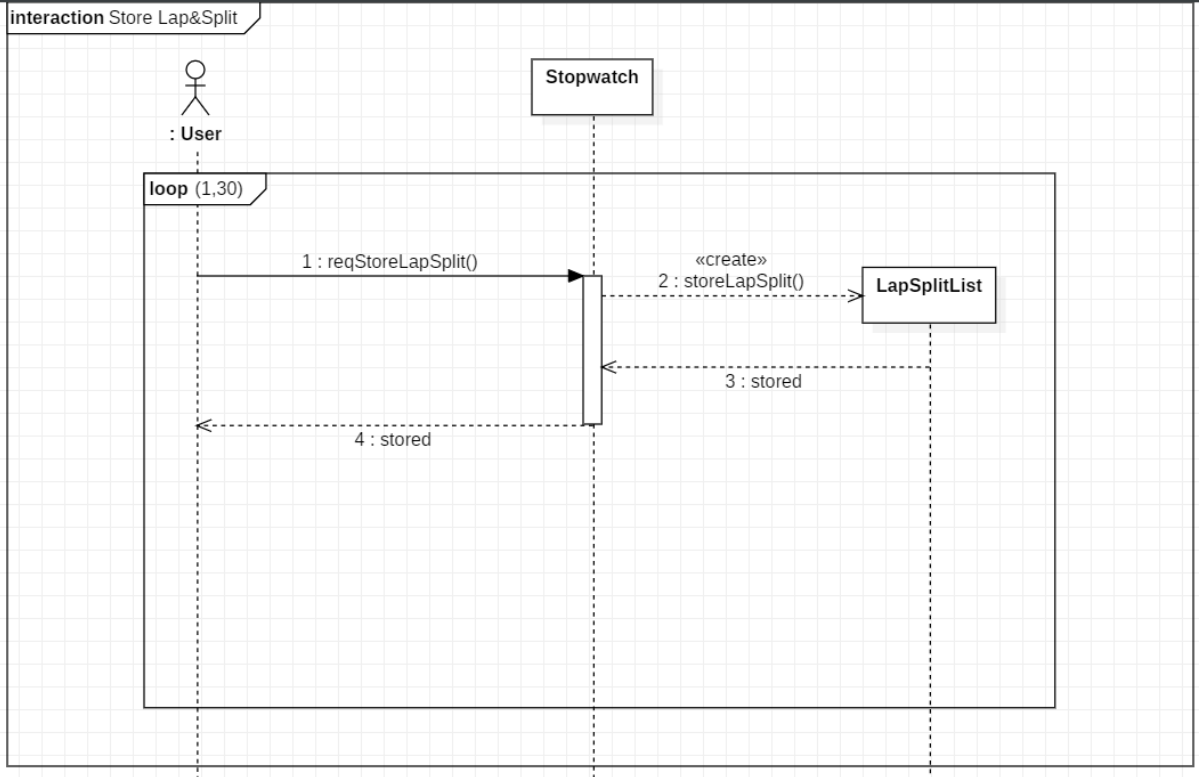 interaction Store Lap&Split
Stopwatch
: User
loop (1,30)
1 : reqStoreLapSplit()
«create»
2 : storeLapSplit()
LapSplitList
3 : stored
4 : stored